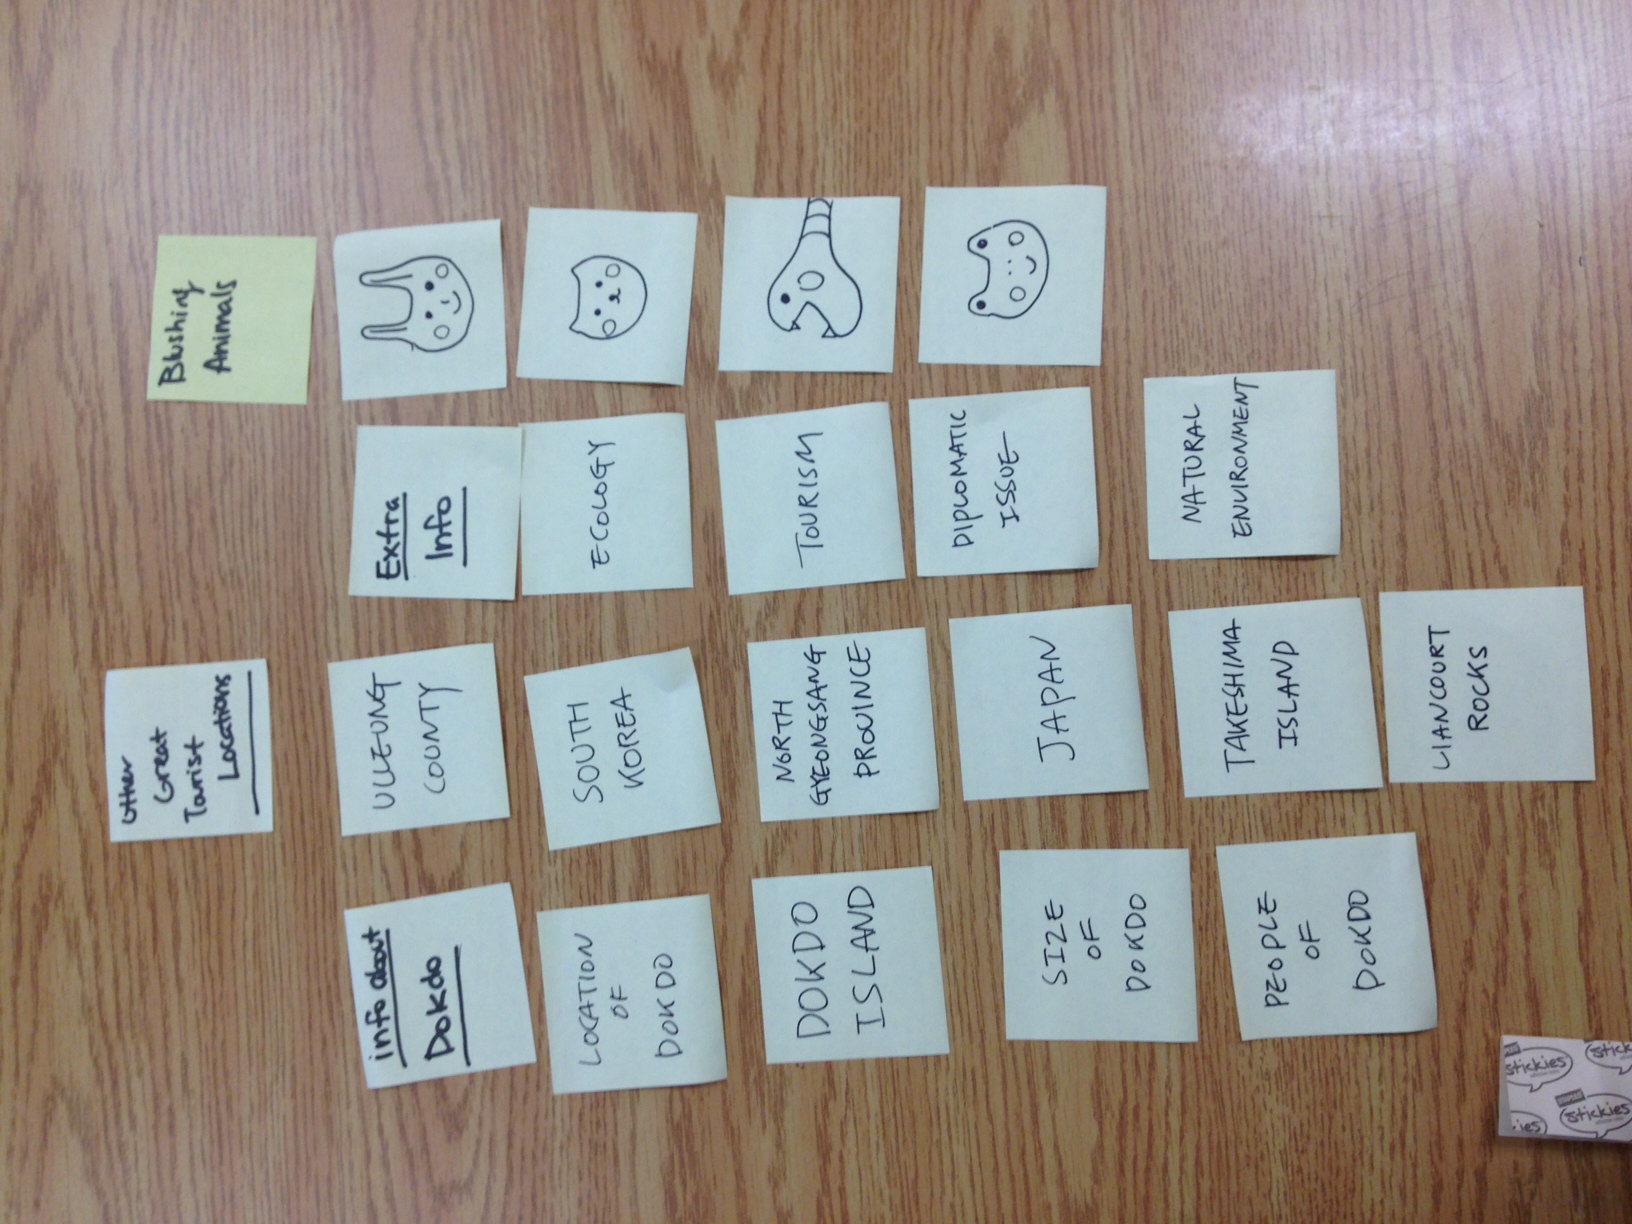 Other
Great
Tourist
Locations
Blushing
Animals
info about
Dokdo
LOCATION
OF
DOKDO
DOKDO
ISLAND
SIZE
OF
DOKDO
PEOPLE
OF
DOKDO
ULLEUNG
COUNTY
SOUTH
KOREA
NORTH
GYEONGSANG
PROVINCE
JAPAN
TAKESHIMA
ISLAND
LIANCOURT
ROCKS
Extra
Info
ECOLOGY
TOURISM
DIPLOMATIC
ISSUE
NATURAL
ENVIRONMENT
stickies
stickies